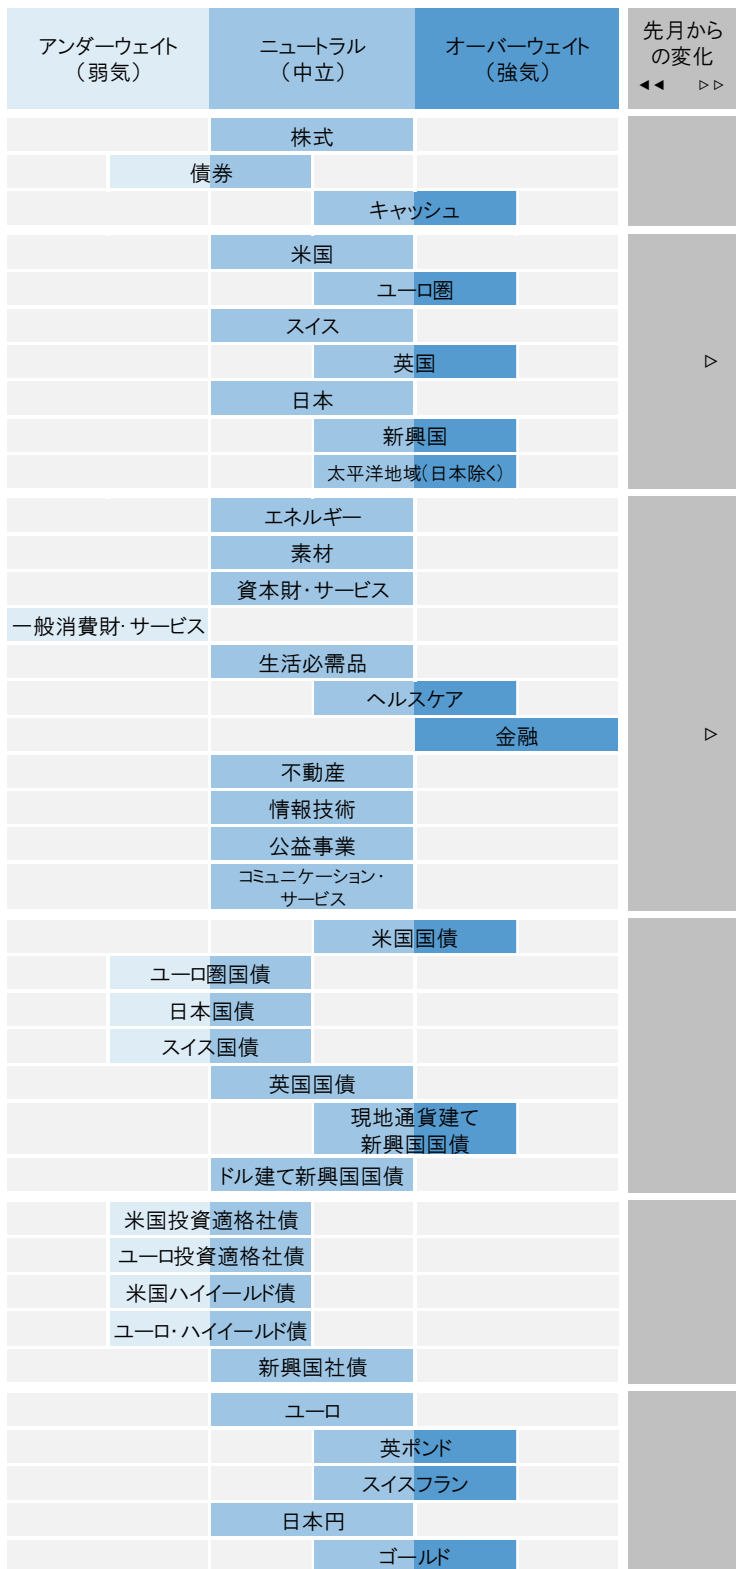 アンダーウェイト
（弱気）
ニュートラル
（中立）
オーバーウェイト
（強気）
先月から
の変化
◀◀ ▷▷
株式
債券
キャッシュ
米国
ユーロ圏
スイス
英国 ▷
日本
新興国
太平洋地域（日本除く）
エネルギー
素材
資本財・サービス
一般消費財・サービス
生活必需品
ヘルスケア
金融 ▷
不動産
情報技術
公益事業
コミュニケーション・
サービス
米国国債
ユーロ圏国債
日本国債
スイス国債
英国国債
現地通貨建て
新興国国債
ドル建て新興国国債
米国投資適格社債
ユーロ投資適格社債
米国ハイイールド債
ユーロ・ハイイールド債
新興国社債
ユーロ
英ポンド
スイスフラン
日本円
ゴールド